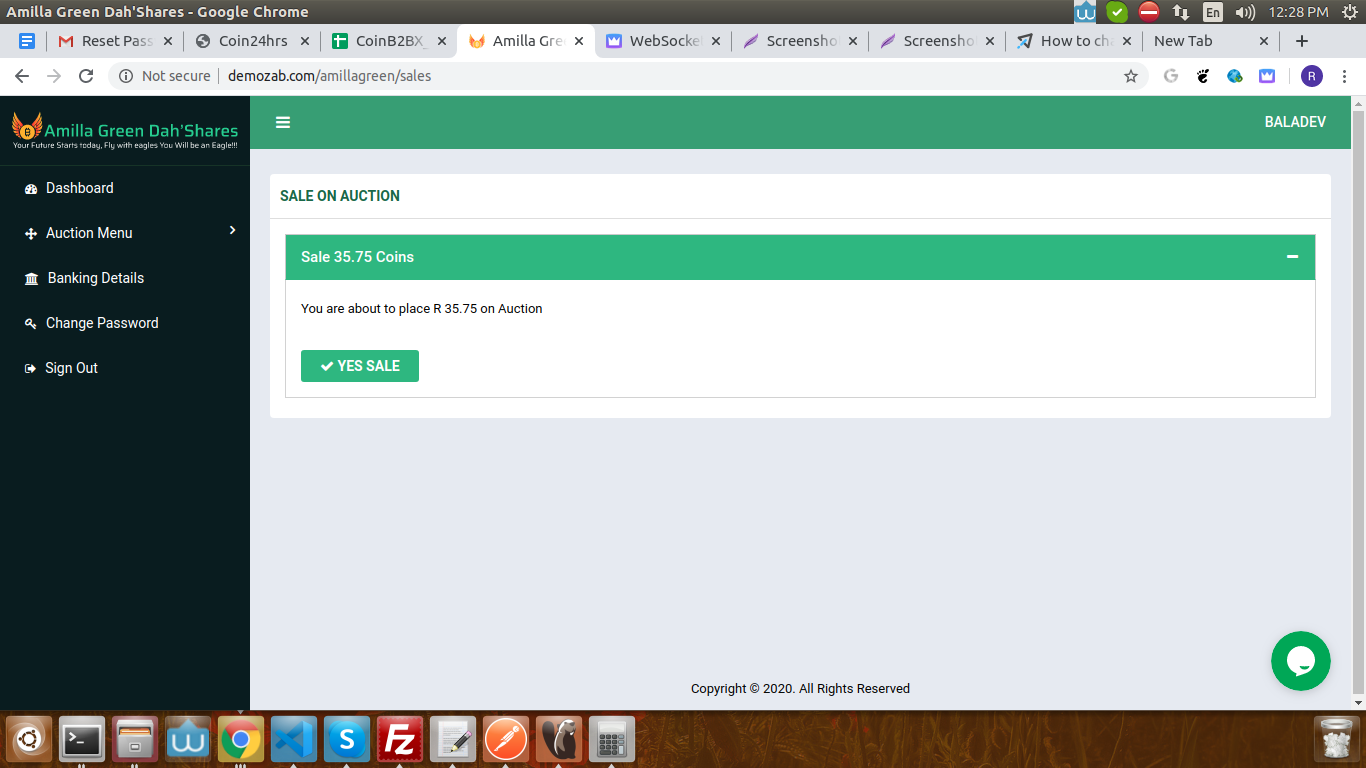 Amilla Green Dah'Shares - Google Chrome
En
12:28 PM
Reset Pass
Coin24hrs
CoinB2BX_
Amilla Gre
WebSocke
Screensho
Screensho
How to ch
New Tab
Not secure
demozab.com/amillagreen/sales
G
R
Amilla Green Dah'Shares
Your Future Starts today, Fly with eagles You Will be an Eagle!!!
BALADEV
Dashboard
Auction Menu
Banking Details
Change Password
Sign Out
SALE ON AUCTION
Sale 35.75 Coins
You are about to place R 35.75 on Auction
YES SALE
Copyright © 2020. All Rights Reserved